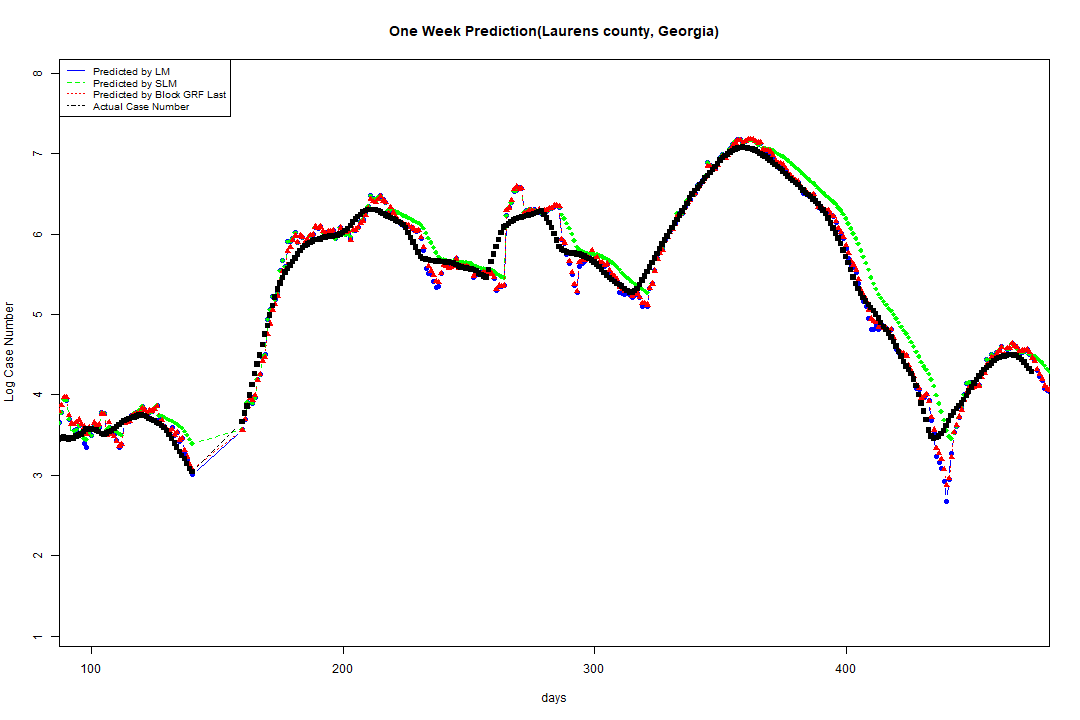 One Week Prediction(Laurens county, Georgia)
Predicted by LM
Predicted by SLM
Predicted by Block GRF Last
Actual Case Number
Log Case Number
8
7
6
5
4
3
2
1
100
200
300
400
days